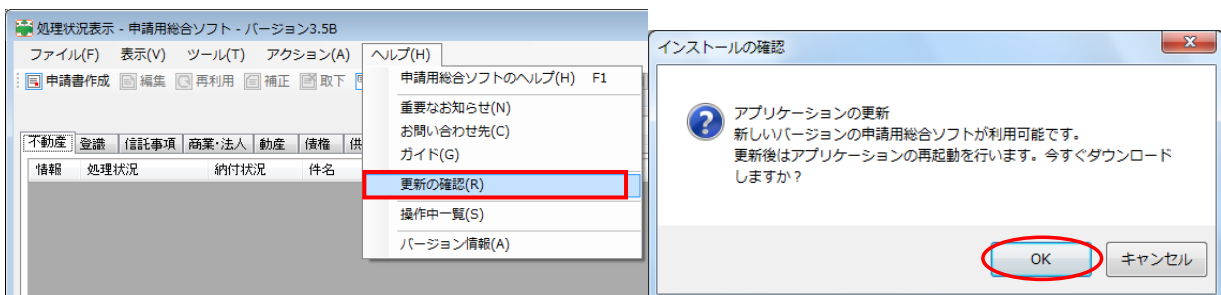 処理状況表示 - 申請用総合ソフト - バージョン3.5B
ファイル(F) 表示(V) ツール(T) アクション(A) ヘルプ(H)
申請書作成 編集 再利用 補正 取下
申請用総合ソフトのヘルプ(H) F1
重要なお知らせ(N)
お問い合わせ先(C)
ガイド(G)
更新の確認(R)
操作中一覧(S)
バージョン情報(A)
不動産 登識 信託事項 商業・法人 動産 債権 供
情報 処理状況 納付状況 件名
インストールの確認
アプリケーションの更新
新しいバージョンの申請用総合ソフトが利用可能です。
更新後はアプリケーションの再起動を行います。今すぐダウンロード
しますか？
OK キャンセル